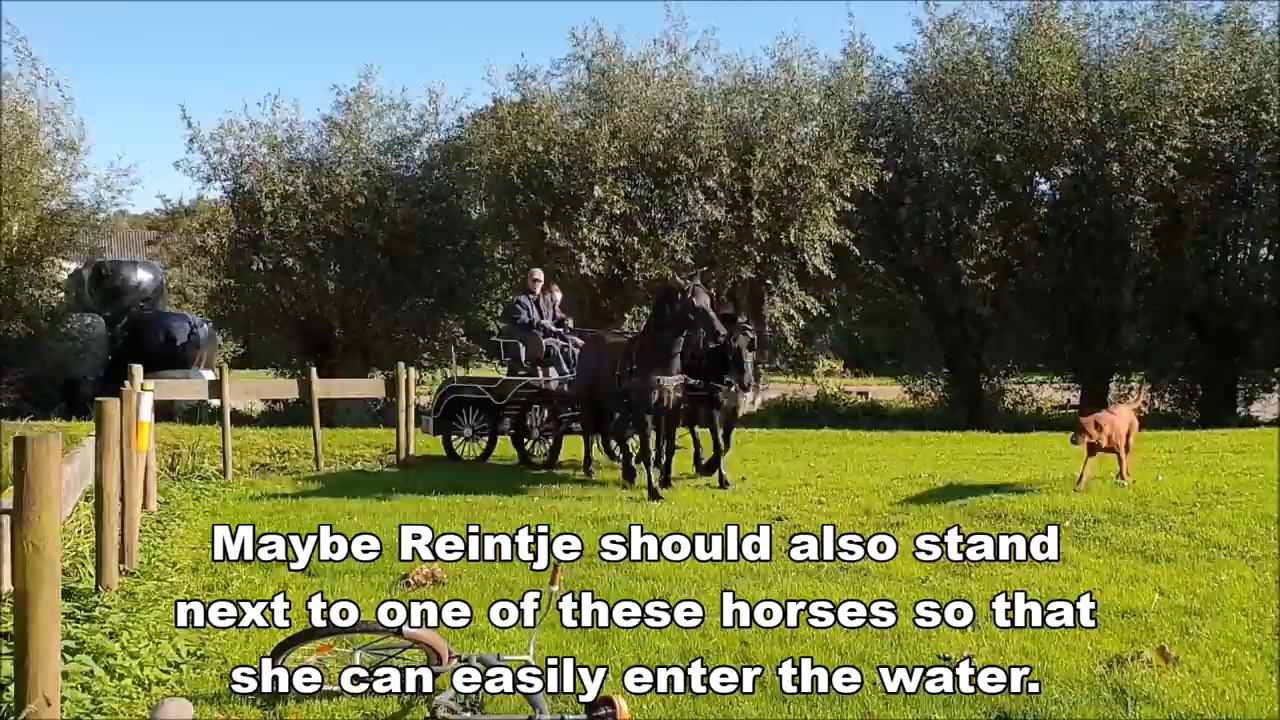 Maybe Reintje should also stand
next to one of these horses so that
she can easily enter the water.